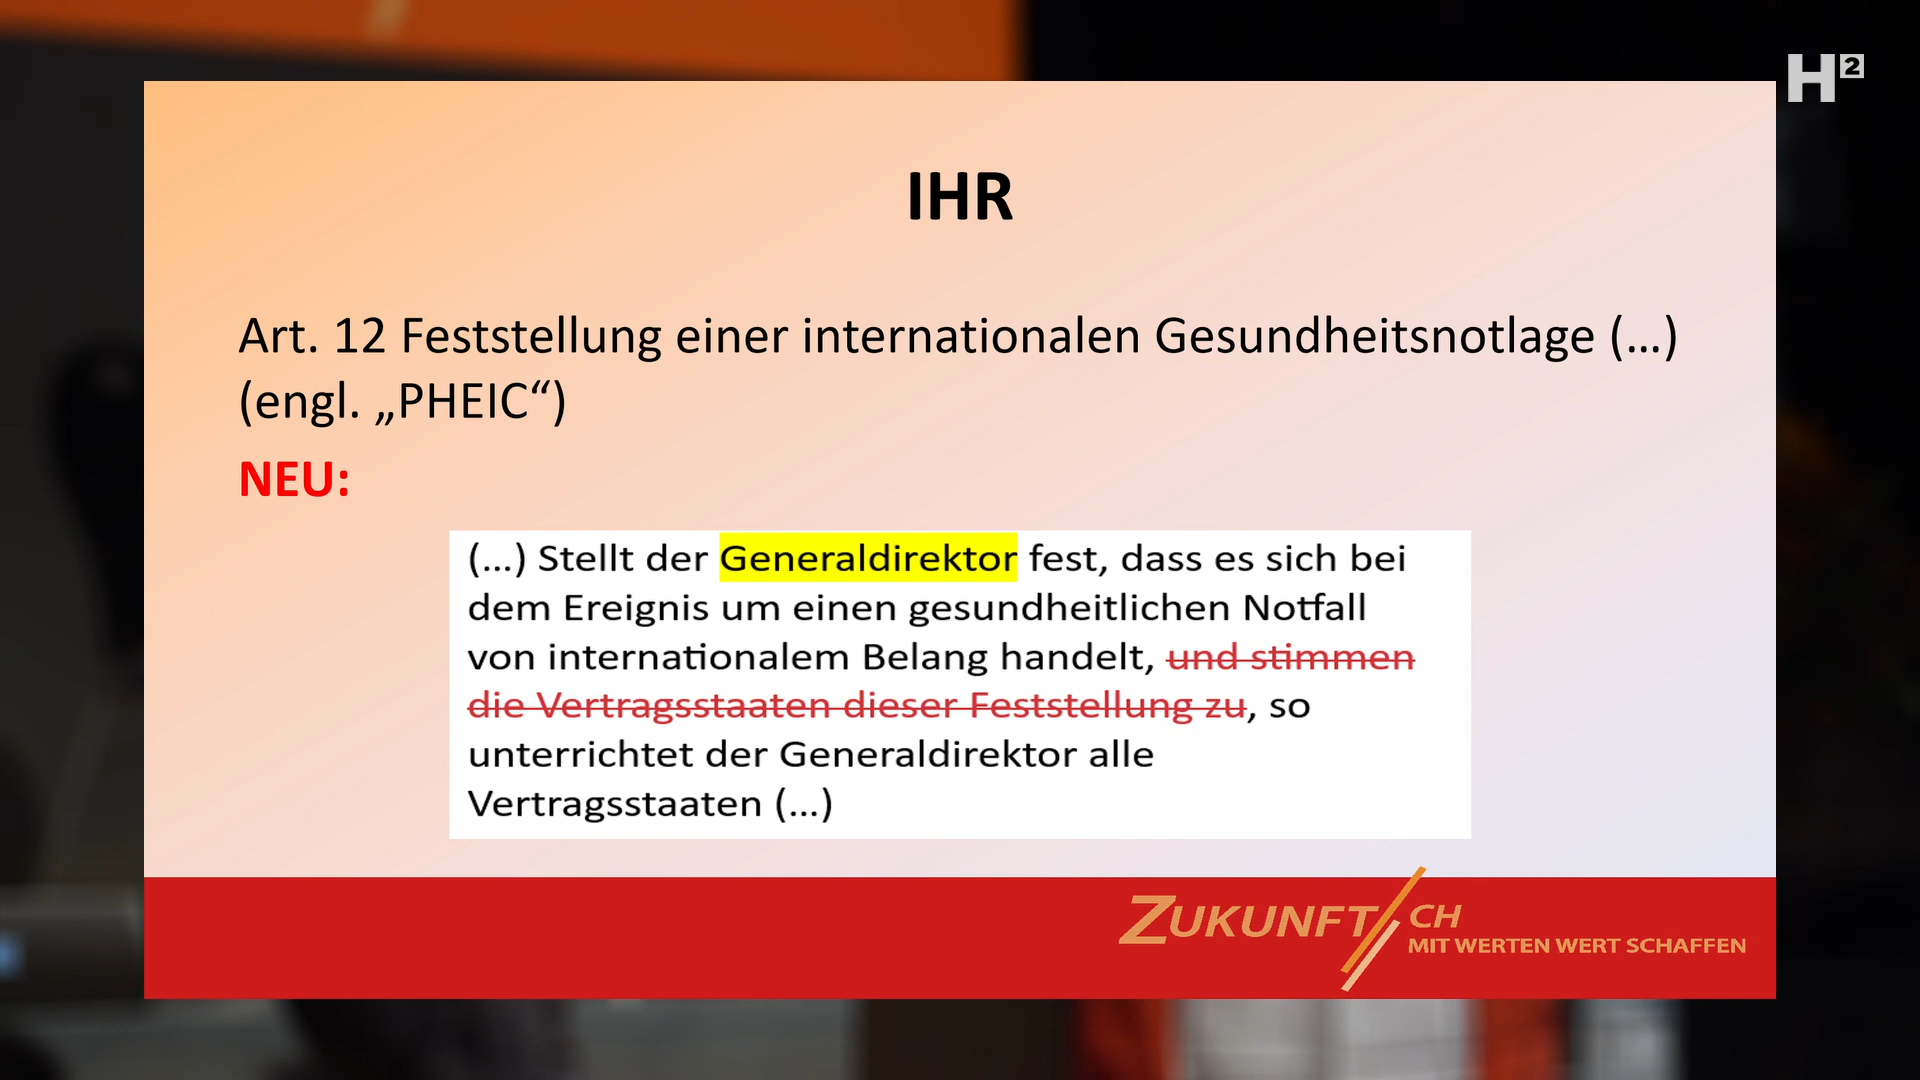 H²
IHR
Art. 12 Feststellung einer internationalen Gesundheitsnotlage (...)
(engl. „PHEIC“)
NEU:
(...) Stellt der Generaldirektor fest, dass es sich bei
dem Ereignis um einen gesundheitlichen Notfall
von internationalem Belang handelt, und stimmen
die Vertragsstaaten dieser Feststellung zu, so
unterrichtet der Generaldirektor alle
Vertragsstaaten (...)
ZUKUNFT CH
MIT WERTEN WERT SCHAFFEN